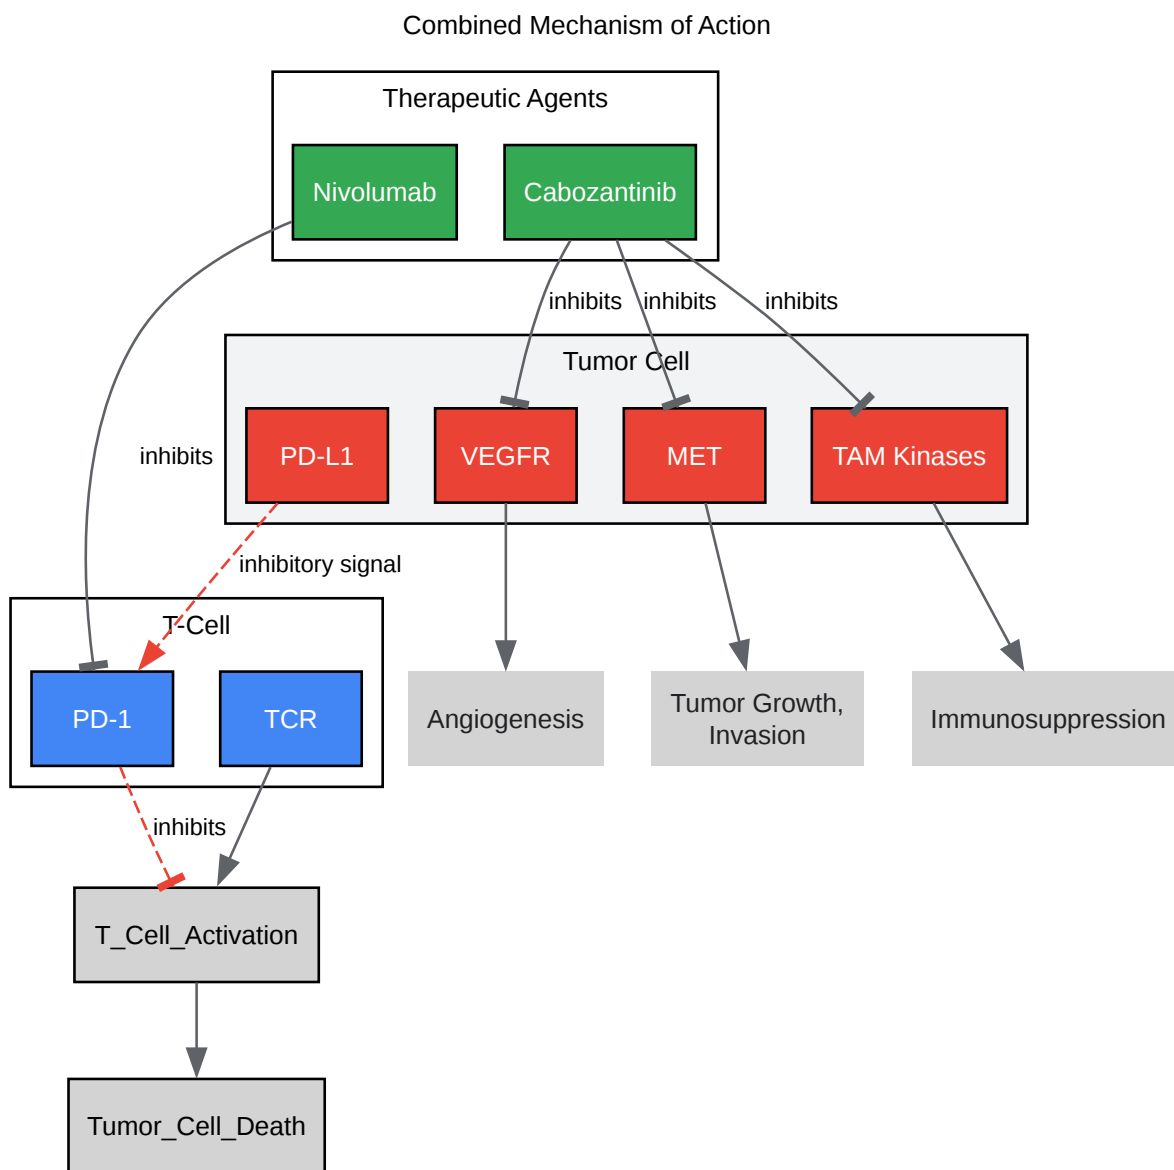 Combined Mechanism of Action
Therapeutic Agents
Nivolumab
Cabozantinib
inhibits
inhibits
inhibits
Tumor Cell
PD-L1
VEGFR
MET
TAM Kinases
inhibits
inhibitory signal
T-Cell
PD-1
TCR
Angiogenesis
Tumor Growth,
Invasion
Immunosuppression
inhibits
T_Cell_Activation
Tumor_Cell_Death